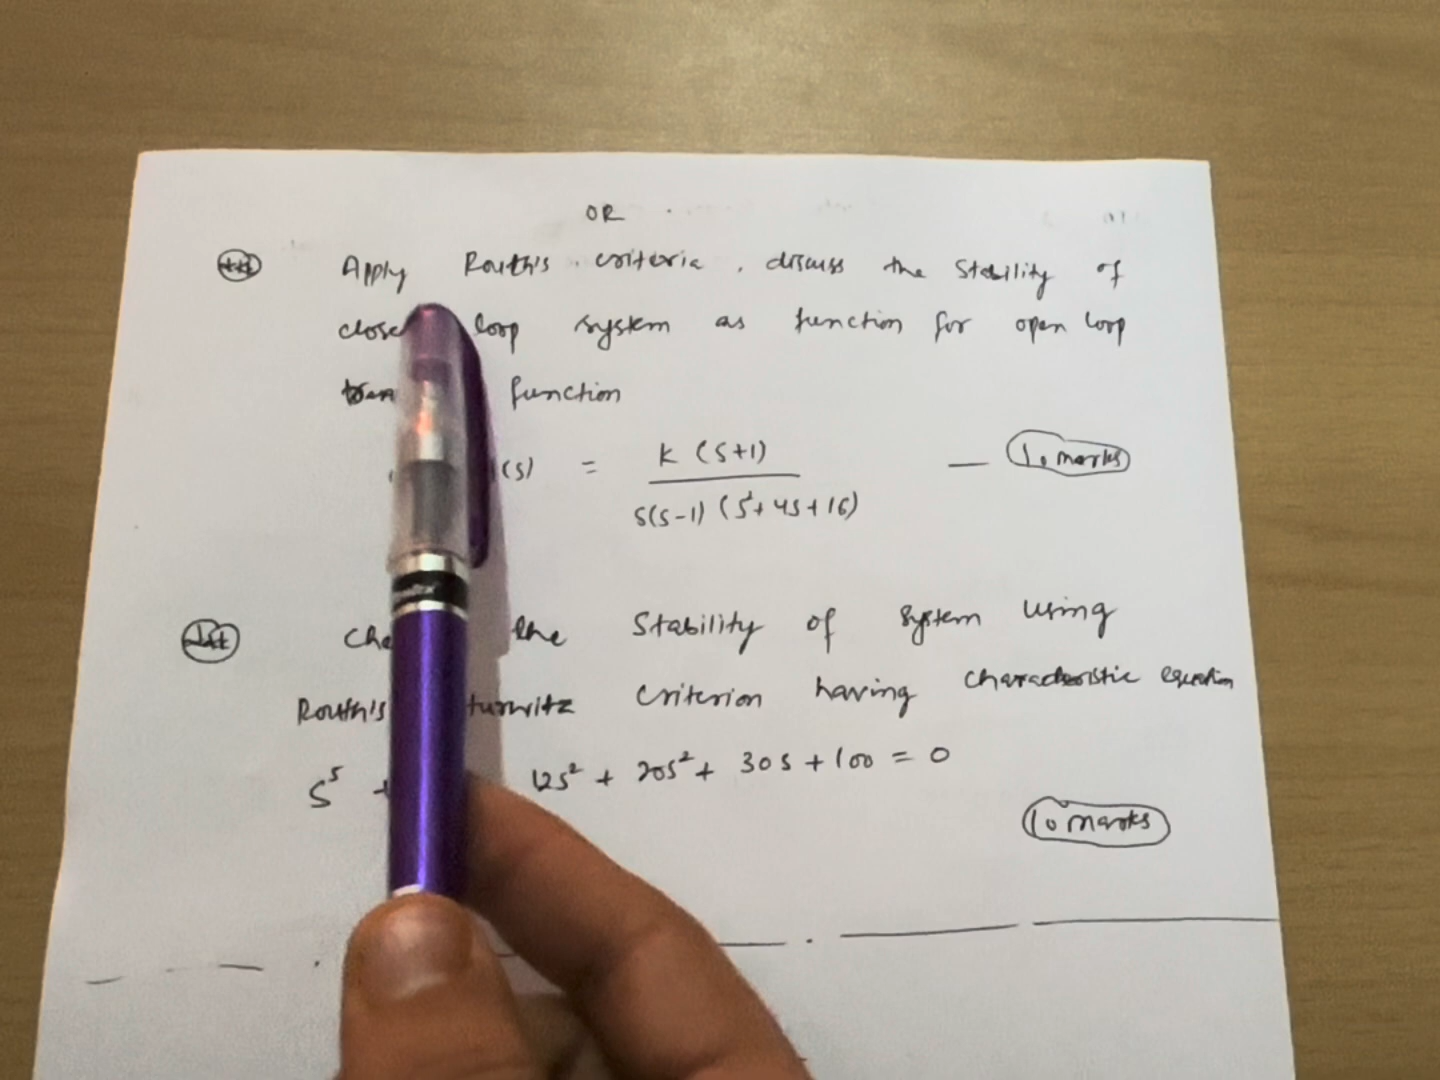 OR
Apply Routh's criteria, discuss the Stability of
loop system as function for open loop
function
(s) = K (S+1) / s(s-1) (s²+4s+16)
— 10 marks
the Stability of system using
Routh's criterion having characteristic equation
s⁵ + 12s² + 20s² + 30s + 100 = 0
10 marks